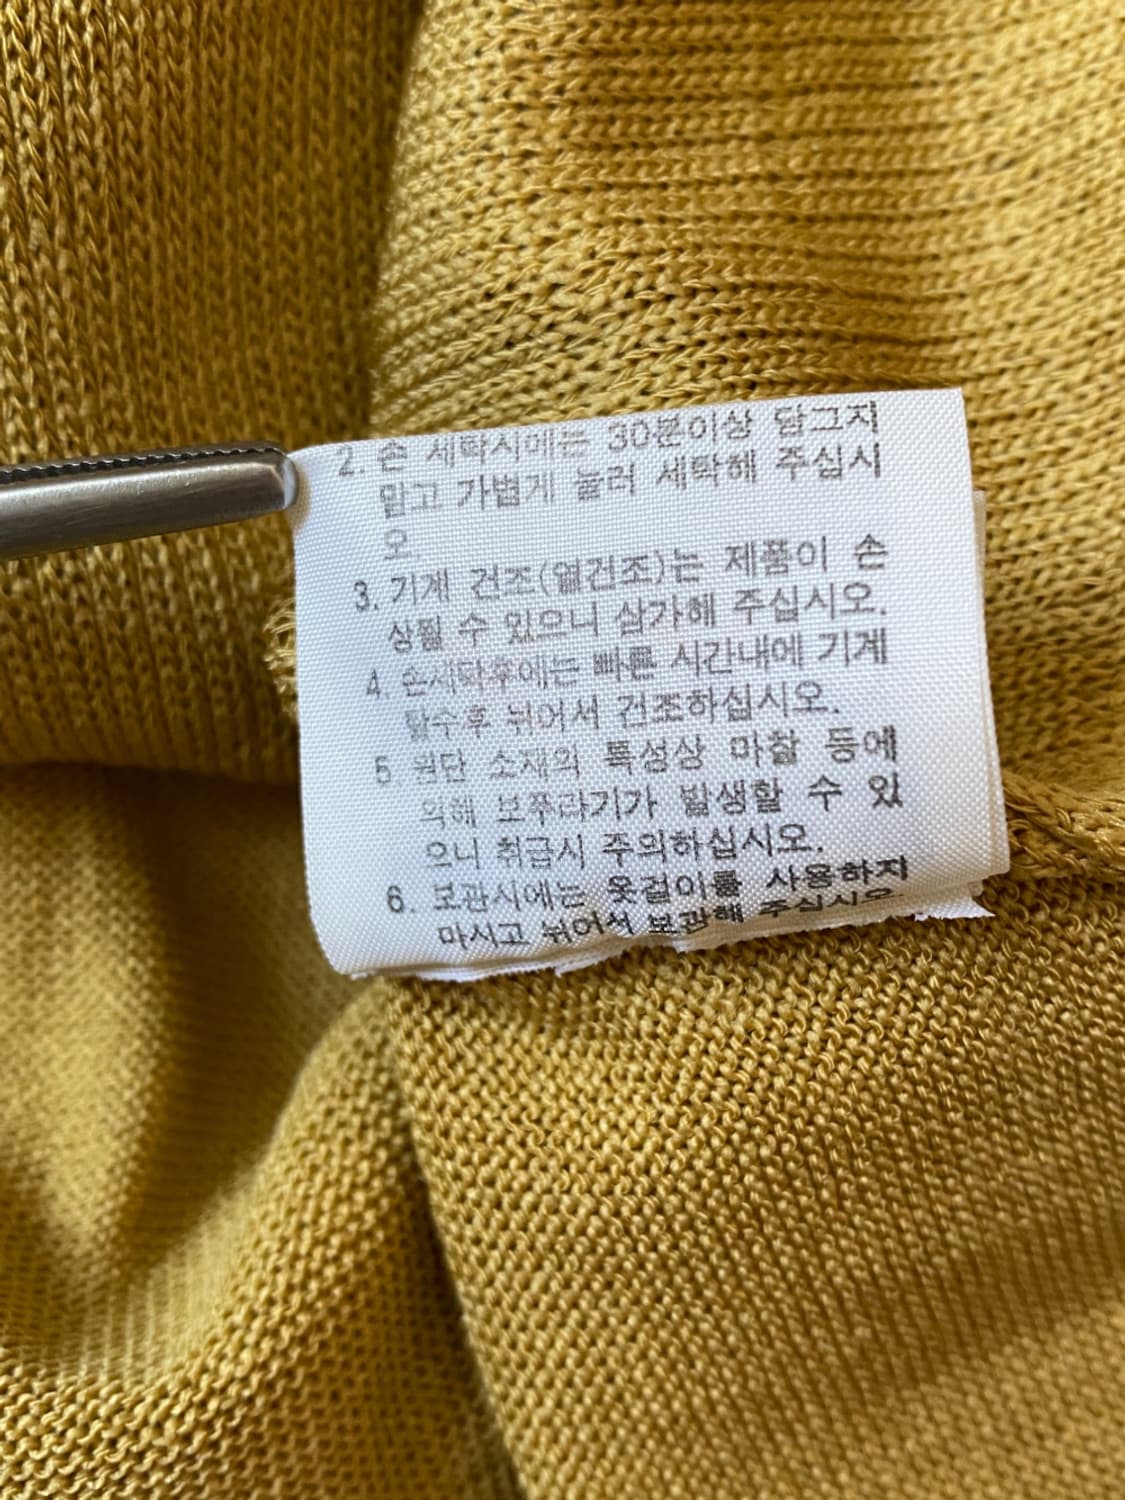 2. 손 세탁시에는 30분이상 담그지
말고 가볍게 눌러 세탁해 주십시
오.
3. 기계 건조(열건조)는 제품이 손
상될 수 있으니 삼가해 주십시오.
4. 손세탁후에는 빠른 시간내에 기계
탈수후 뉘어서 건조하십시오.
5. 원단 소재의 특성상 마찰 등에
의해 보푸라기가 발생할 수 있
으니 취급시 주의하십시오.
6. 보관시에는 옷걸이를 사용하지
마시고 뉘어서 보관해 주십시오